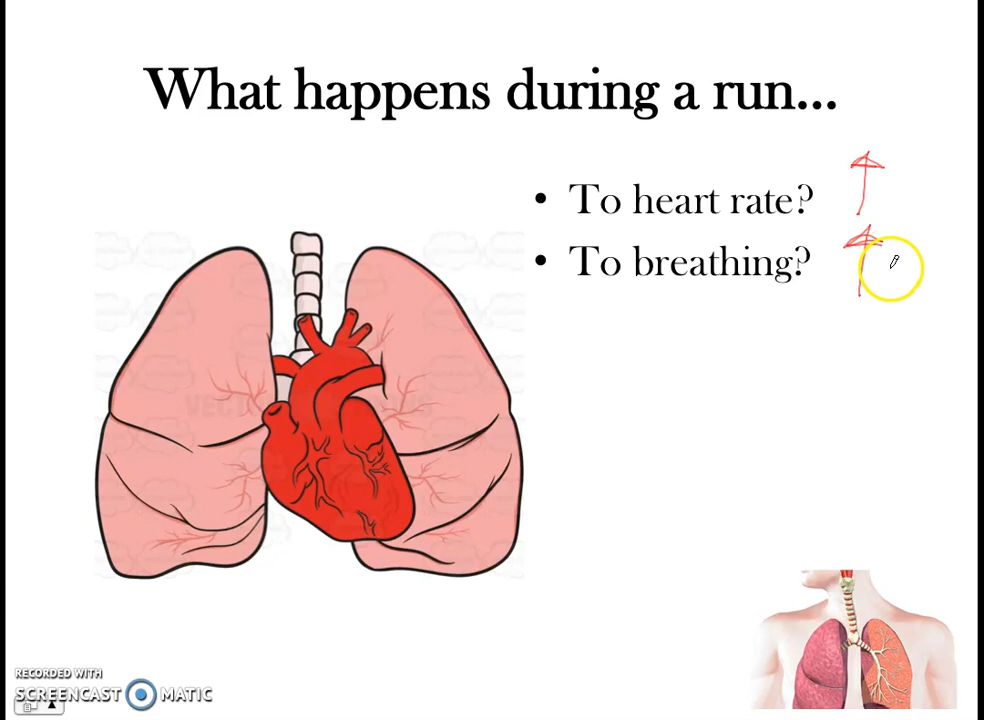 What happens during a run...
• To heart rate?
• To breathing?
RECORDED WITH
SCREENCAST MATIC